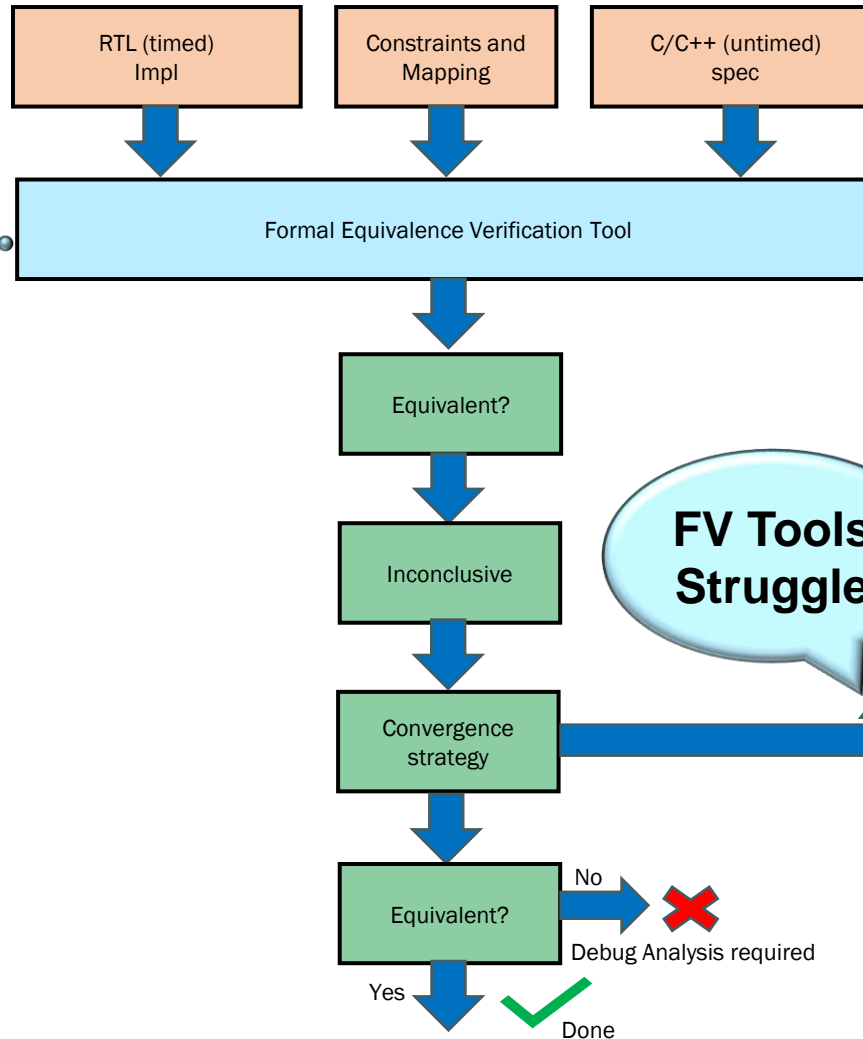 RTL (timed)
Impl
Constraints and
Mapping
C/C++ (untimed)
spec
Formal Equivalence Verification Tool
Equivalent?
Inconclusive
FV Tools
Struggle
Convergence
strategy
Equivalent?
No
Debug Analysis required
Yes
Done